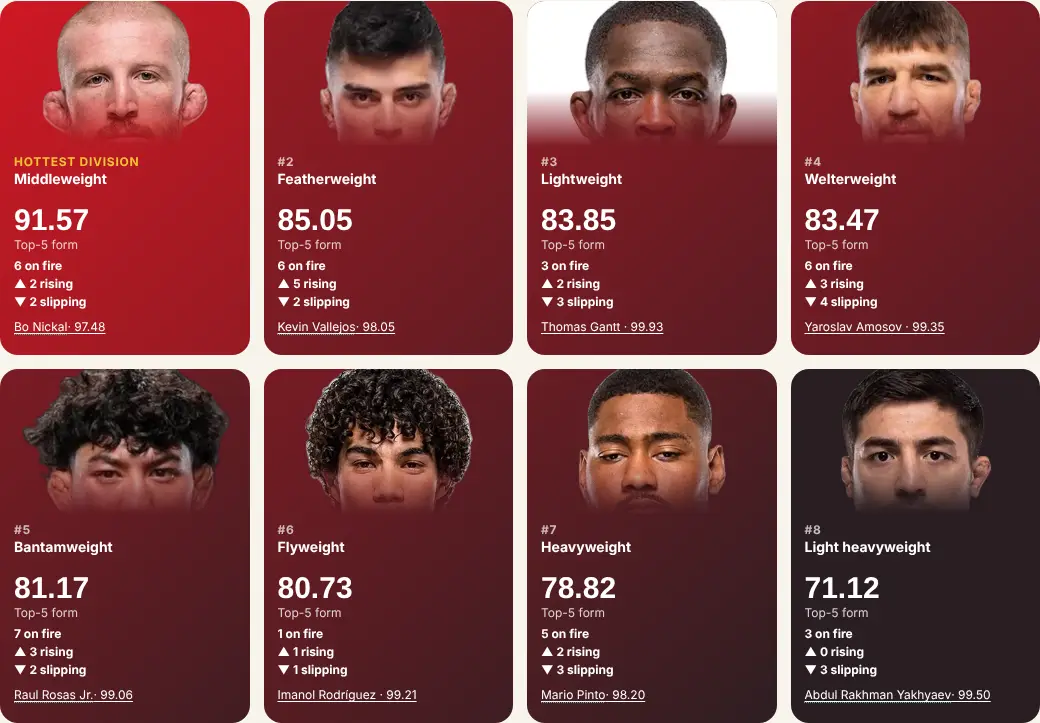 HOTTEST DIVISION
Middleweight
91.57
Top-5 form
6 on fire
▲ 2 rising
▼ 2 slipping
Bo Nickal· 97.48
#2
Featherweight
85.05
Top-5 form
6 on fire
▲ 5 rising
▼ 2 slipping
Kevin Vallejos· 98.05
#3
Lightweight
83.85
Top-5 form
3 on fire
▲ 2 rising
▼ 3 slipping
Thomas Gantt · 99.93
#4
Welterweight
83.47
Top-5 form
6 on fire
▲ 3 rising
▼ 4 slipping
Yaroslav Amosov · 99.35
#5
Bantamweight
81.17
Top-5 form
7 on fire
▲ 3 rising
▼ 2 slipping
Raul Rosas Jr.· 99.06
#6
Flyweight
80.73
Top-5 form
1 on fire
▲ 1 rising
▼ 1 slipping
Imanol Rodríguez · 99.21
#7
Heavyweight
78.82
Top-5 form
5 on fire
▲ 2 rising
▼ 3 slipping
Mario Pinto· 98.20
#8
Light heavyweight
71.12
Top-5 form
3 on fire
▲ 0 rising
▼ 3 slipping
Abdul Rakhman Yakhyaev· 99.50